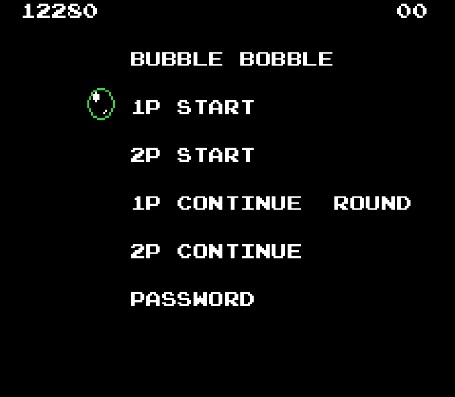 12280 00
BUBBLE BOBBLE
1P START
2P START
1P CONTINUE ROUND
2P CONTINUE
PASSWORD